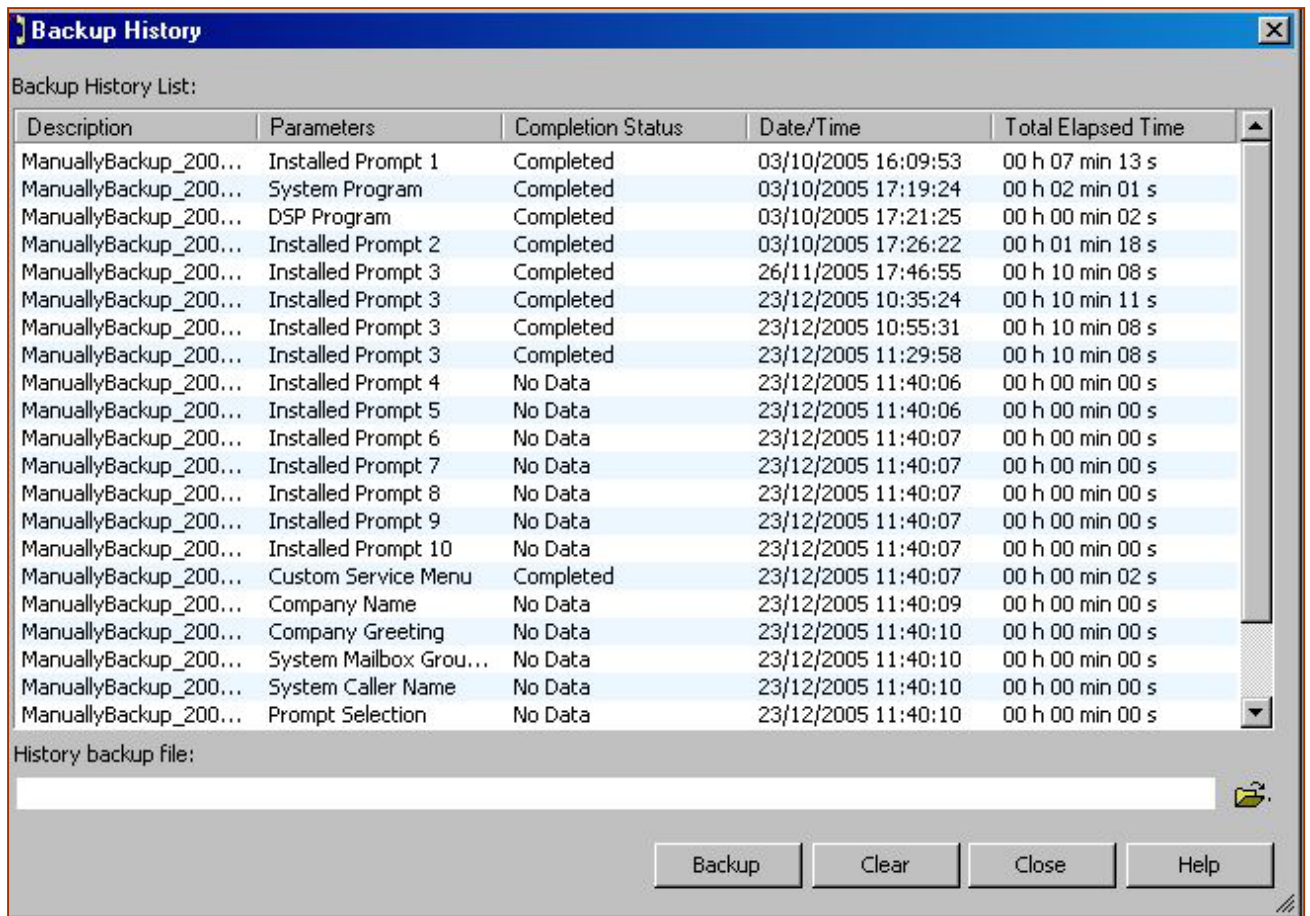 Backup History
Backup History List:
Description Parameters Completion Status Date/Time Total Elapsed Time
ManuallyBackup_200... Installed Prompt 1 Completed 03/10/2005 16:09:53 00 h 07 min 13 s
ManuallyBackup_200... System Program Completed 03/10/2005 17:19:24 00 h 02 min 01 s
ManuallyBackup_200... DSP Program Completed 03/10/2005 17:21:25 00 h 00 min 02 s
ManuallyBackup_200... Installed Prompt 2 Completed 03/10/2005 17:26:22 00 h 01 min 18 s
ManuallyBackup_200... Installed Prompt 3 Completed 26/11/2005 17:46:55 00 h 10 min 08 s
ManuallyBackup_200... Installed Prompt 3 Completed 23/12/2005 10:35:24 00 h 10 min 11 s
ManuallyBackup_200... Installed Prompt 3 Completed 23/12/2005 10:55:31 00 h 10 min 08 s
ManuallyBackup_200... Installed Prompt 3 Completed 23/12/2005 11:29:58 00 h 10 min 08 s
ManuallyBackup_200... Installed Prompt 4 No Data 23/12/2005 11:40:06 00 h 00 min 00 s
ManuallyBackup_200... Installed Prompt 5 No Data 23/12/2005 11:40:06 00 h 00 min 00 s
ManuallyBackup_200... Installed Prompt 6 No Data 23/12/2005 11:40:07 00 h 00 min 00 s
ManuallyBackup_200... Installed Prompt 7 No Data 23/12/2005 11:40:07 00 h 00 min 00 s
ManuallyBackup_200... Installed Prompt 8 No Data 23/12/2005 11:40:07 00 h 00 min 00 s
ManuallyBackup_200... Installed Prompt 9 No Data 23/12/2005 11:40:07 00 h 00 min 00 s
ManuallyBackup_200... Installed Prompt 10 No Data 23/12/2005 11:40:07 00 h 00 min 00 s
ManuallyBackup_200... Custom Service Menu Completed 23/12/2005 11:40:07 00 h 00 min 02 s
ManuallyBackup_200... Company Name No Data 23/12/2005 11:40:09 00 h 00 min 00 s
ManuallyBackup_200... Company Greeting No Data 23/12/2005 11:40:10 00 h 00 min 00 s
ManuallyBackup_200... System Mailbox Grou... No Data 23/12/2005 11:40:10 00 h 00 min 00 s
ManuallyBackup_200... System Caller Name No Data 23/12/2005 11:40:10 00 h 00 min 00 s
ManuallyBackup_200... Prompt Selection No Data 23/12/2005 11:40:10 00 h 00 min 00 s
History backup file:
Backup Clear Close Help